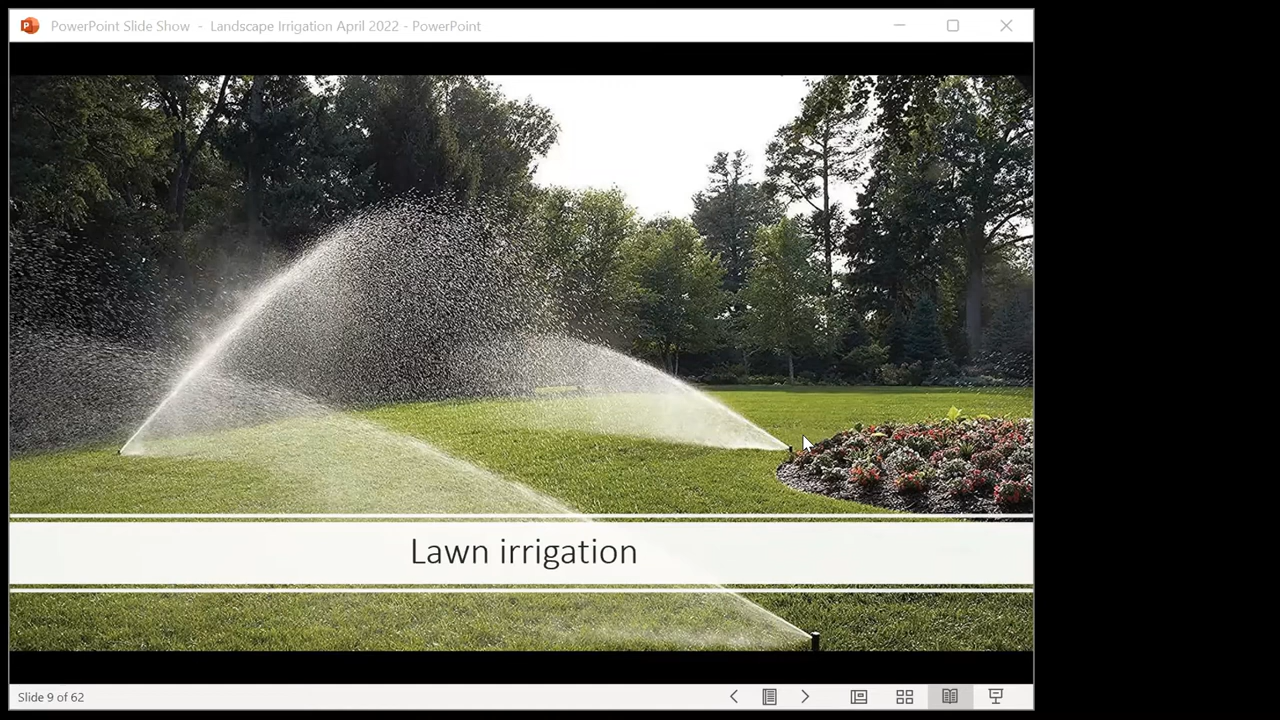 PowerPoint Slide Show - Landscape Irrigation April 2022 - PowerPoint
Lawn irrigation
Slide 9 of 62